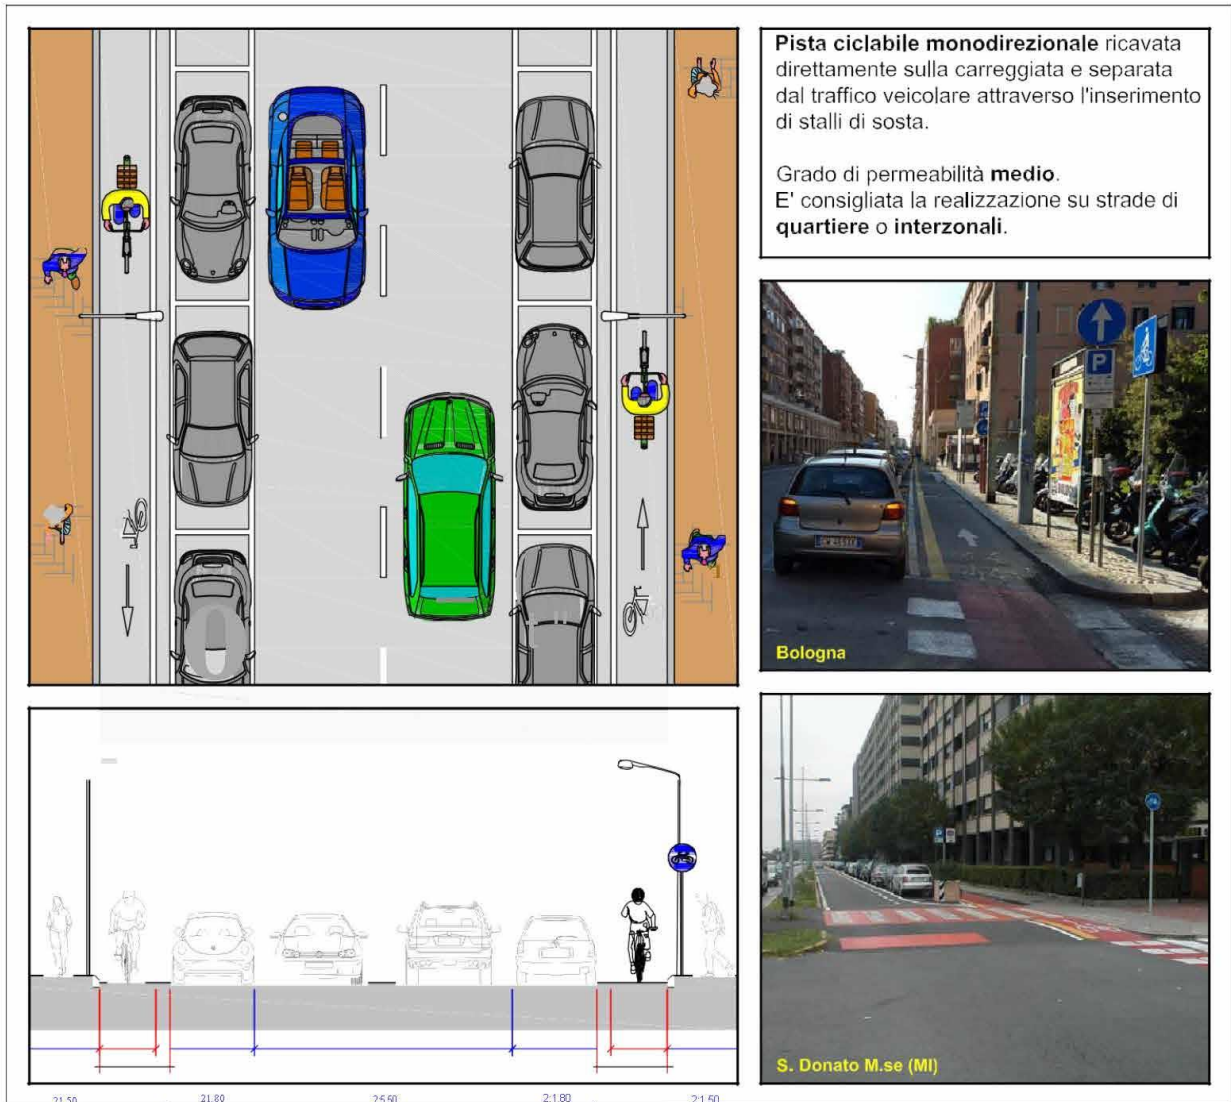 Pista ciclabile monodirezionale ricavata
direttamente sulla carreggiata e separata
dal traffico veicolare attraverso l'inserimento
di stalli di sosta.
Grado di permeabilità medio.
E' consigliata la realizzazione su strade di
quartiere o interzonali.
P
Bologna
S. Donato M.se (MI)